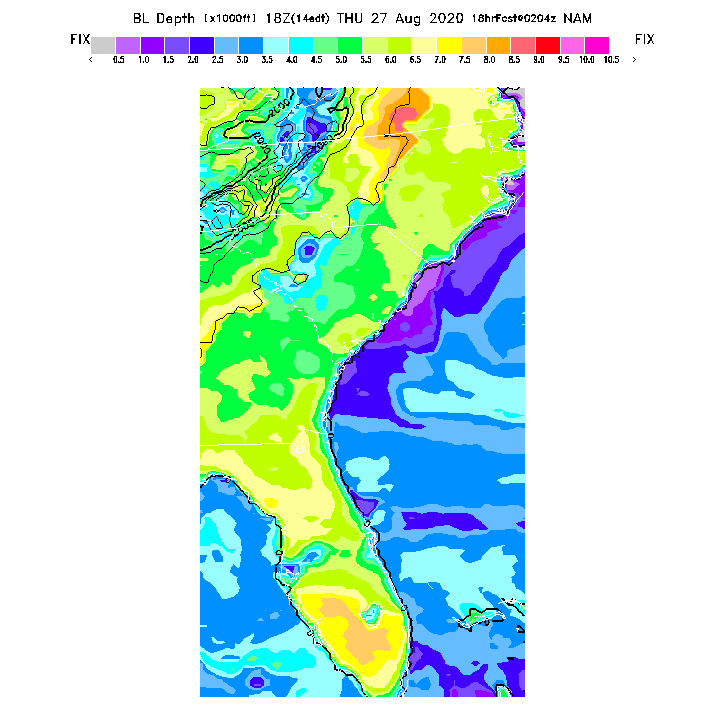 BL Depth [x1000ft] 18Z(14edt) THU 27 Aug 2020 18hrFcst@0204z NAM
FIX FIX
< 0.5 1.0 1.5 2.0 2.5 3.0 3.5 4.0 4.5 5.0 5.5 6.0 6.5 7.0 7.5 8.0 8.5 9.0 9.5 10.0 10.5 >
2000